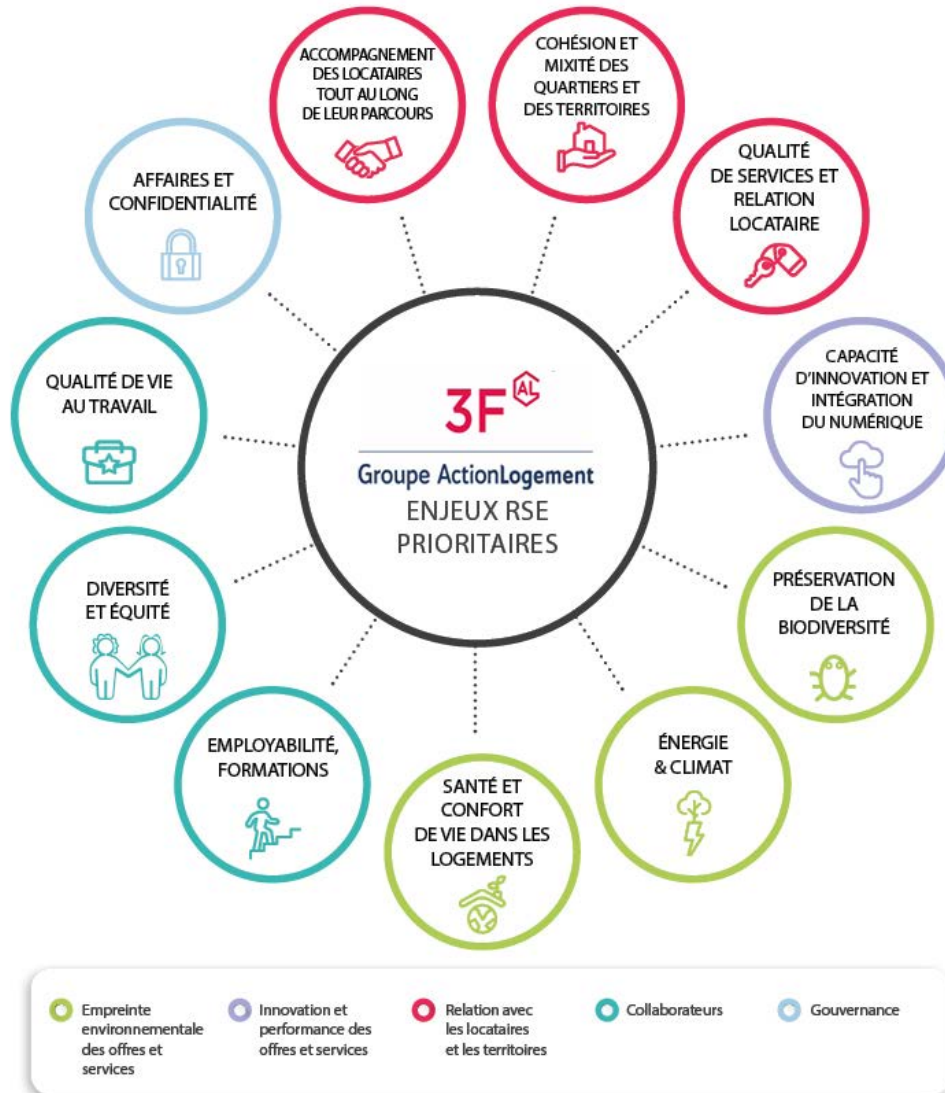 ACCOMPAGNEMENT
DES LOCATAIRES
TOUT AU LONG
DE LEUR PARCOURS
COHÉSION ET
MIXITÉ DES
QUARTIERS ET
DES TERRITOIRES
QUALITÉ
DE SERVICES ET
RELATION
LOCATAIRE
CAPACITÉ
D'INNOVATION ET
INTÉGRATION
DU NUMÉRIQUE
PRÉSERVATION
DE LA
BIODIVERSITÉ
ÉNERGIE
& CLIMAT
SANTÉ ET
CONFORT
DE VIE DANS LES
LOGEMENTS
EMPLOYABILITÉ,
FORMATIONS
DIVERSITÉ
ET ÉQUITÉ
QUALITÉ DE VIE
AU TRAVAIL
AFFAIRES ET
CONFIDENTIALITÉ
3F AL
Groupe ActionLogement
ENJEUX RSE
PRIORITAIRES
Empreinte
environnementale
des offres et
services
Innovation et
performance des
offres et services
Relation avec
les locataires
et les territoires
Collaborateurs
Gouvernance